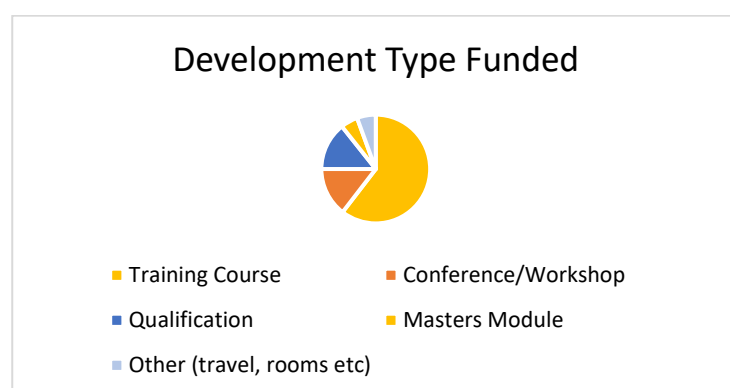 Development Type Funded
Training Course
Conference/Workshop
Qualification
Masters Module
Other (travel, rooms etc)